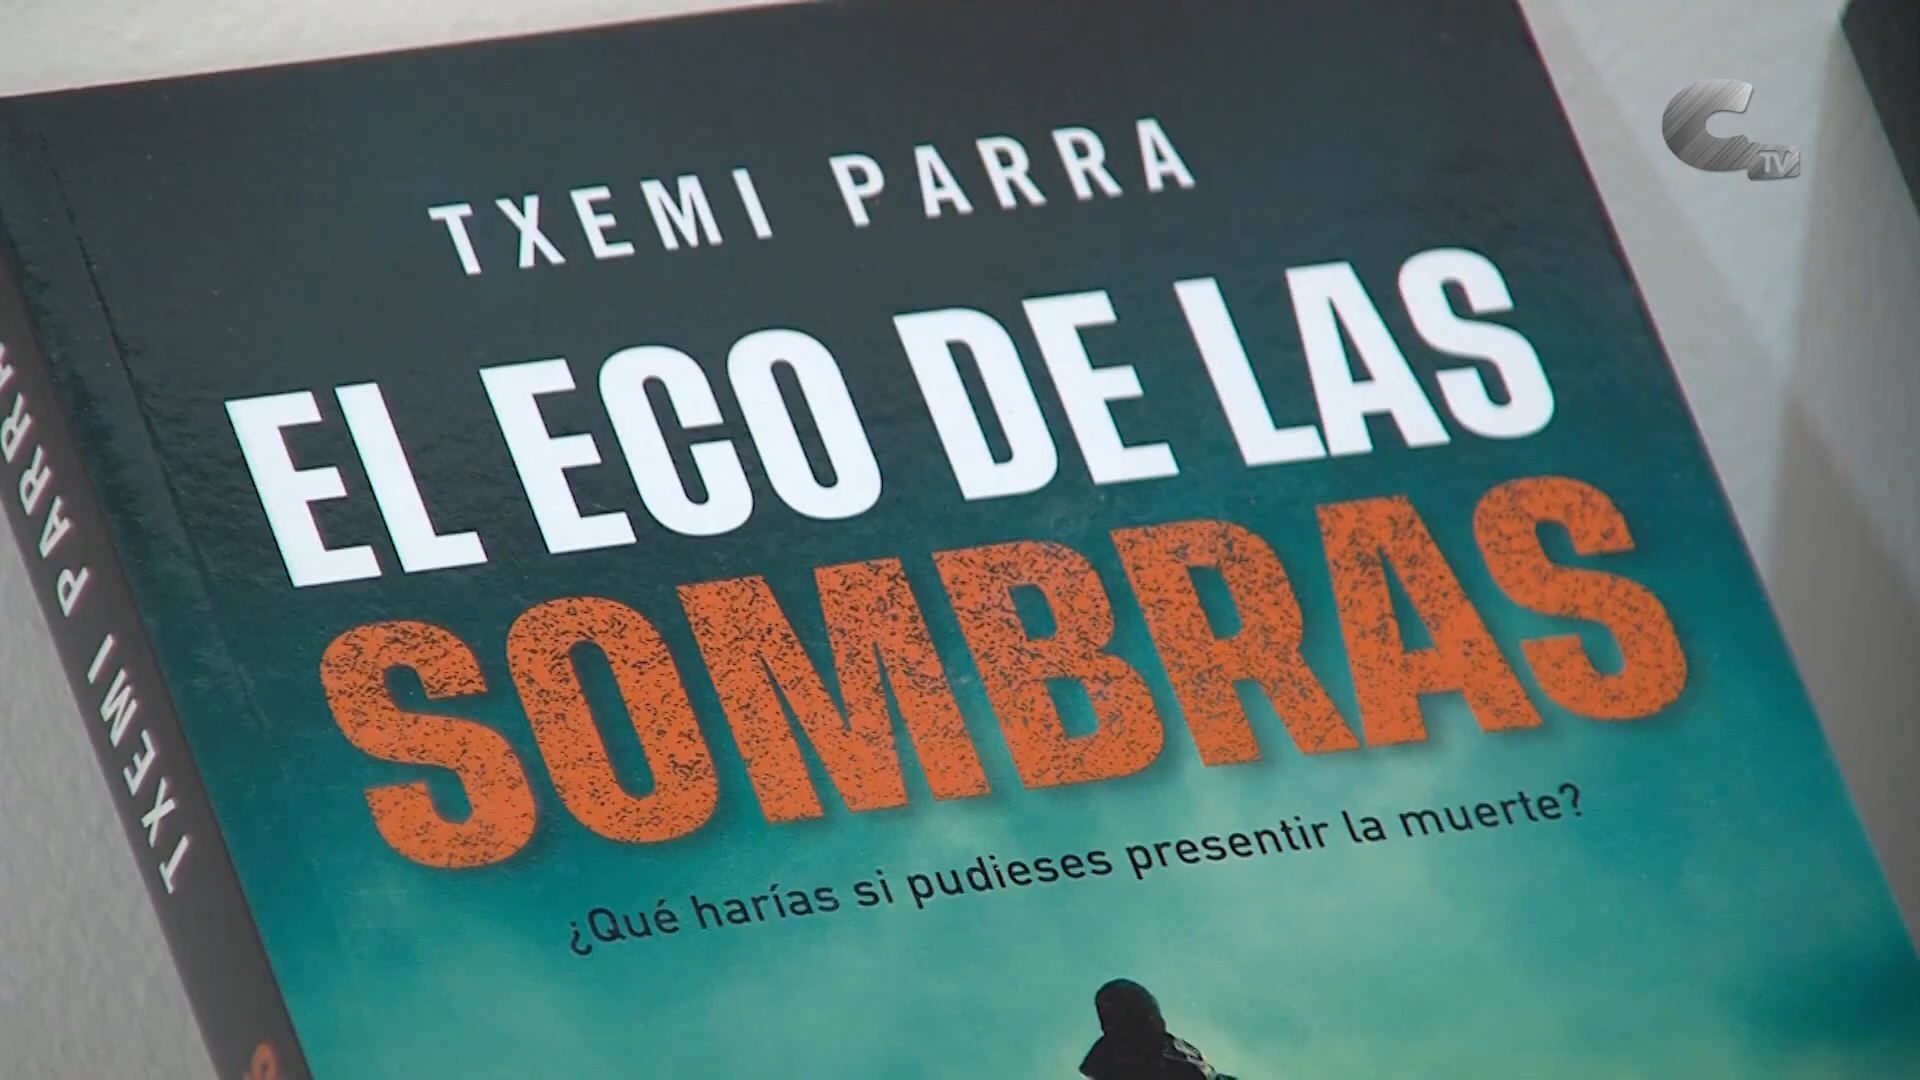 TXEMI PARRA
EL ECO DE LAS
SOMBRAS
¿Qué harías si pudieses presentir la muerte?
TXEMI PARRA
C TV